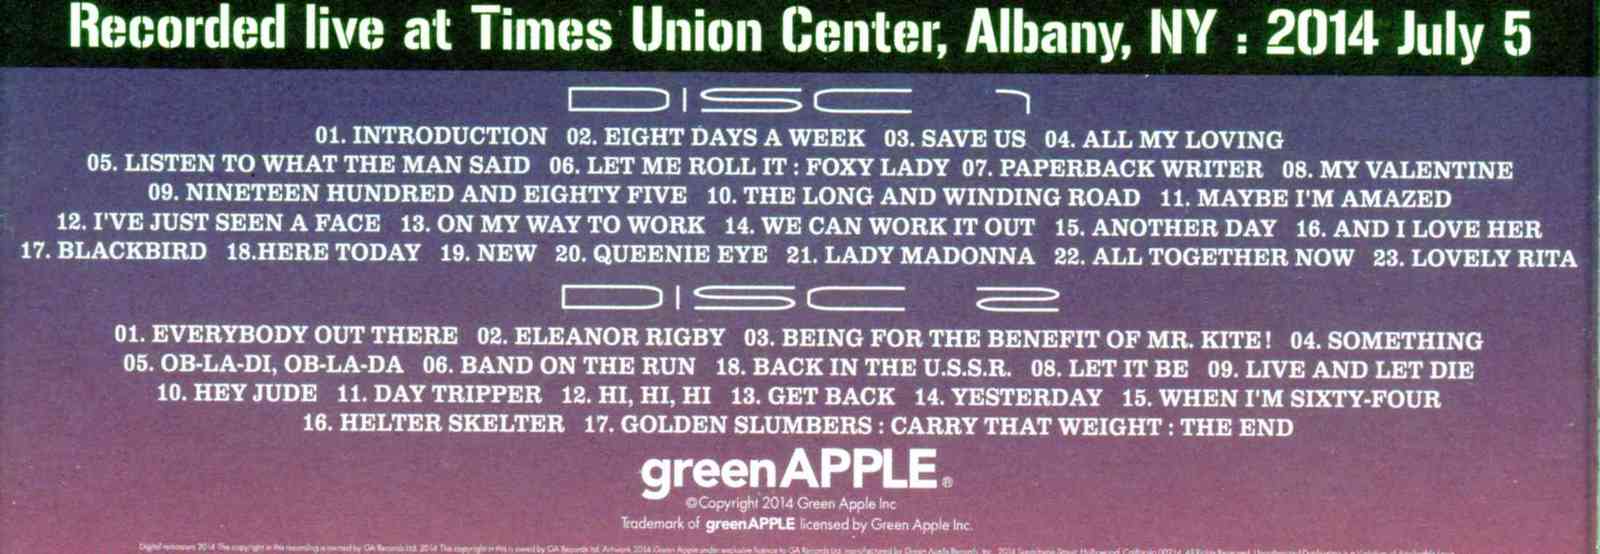 Recorded live at Times Union Center, Albany, NY : 2014 July 5
DISC 1
01. INTRODUCTION 02. EIGHT DAYS A WEEK 03. SAVE US 04. ALL MY LOVING
05. LISTEN TO WHAT THE MAN SAID 06. LET ME ROLL IT : FOXY LADY 07. PAPERBACK WRITER 08. MY VALENTINE
09. NINETEEN HUNDRED AND EIGHTY FIVE 10. THE LONG AND WINDING ROAD 11. MAYBE I'M AMAZED
12. I'VE JUST SEEN A FACE 13. ON MY WAY TO WORK 14. WE CAN WORK IT OUT 15. ANOTHER DAY 16. AND I LOVE HER
17. BLACKBIRD 18.HERE TODAY 19. NEW 20. QUEENIE EYE 21. LADY MADONNA 22. ALL TOGETHER NOW 23. LOVELY RITA
DISC 2
01. EVERYBODY OUT THERE 02. ELEANOR RIGBY 03. BEING FOR THE BENEFIT OF MR. KITE! 04. SOMETHING
05. OB-LA-DI, OB-LA-DA 06. BAND ON THE RUN 18. BACK IN THE U.S.S.R. 08. LET IT BE 09. LIVE AND LET DIE
10. HEY JUDE 11. DAY TRIPPER 12. HI, HI, HI 13. GET BACK 14. YESTERDAY 15. WHEN I'M SIXTY-FOUR
16. HELTER SKELTER 17. GOLDEN SLUMBERS : CARRY THAT WEIGHT : THE END
greenAPPLE®
©Copyright 2014 Green Apple Inc
Trademark of greenAPPLE licensed by Green Apple Inc.